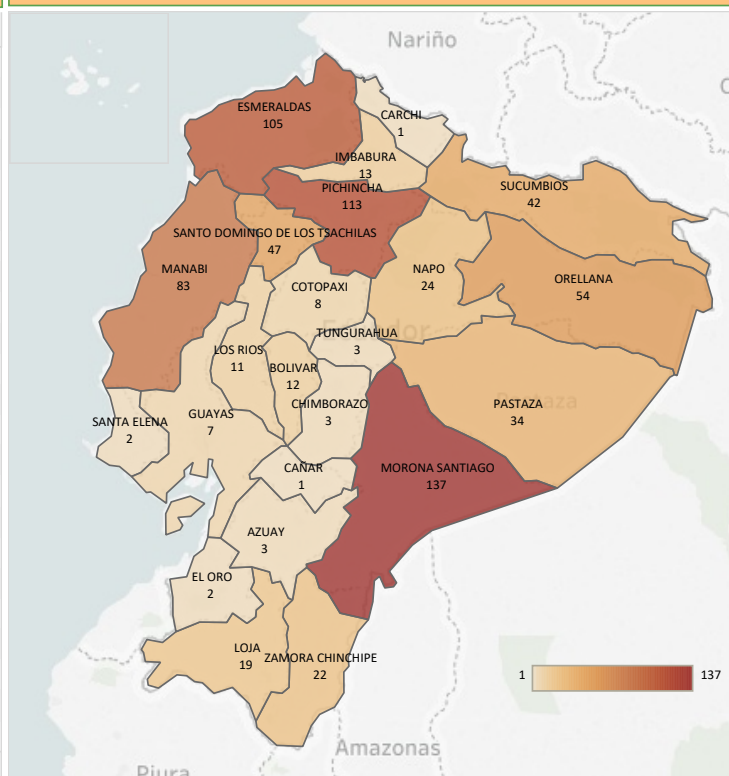 Nariño
ESMERALDAS
105
CARCHI
1
IMBABURA
13
PICHINCHA
113
SUCUMBIOS
42
SANTO DOMINGO DE LOS TSACHILAS
47
MANABI
83
NAPO
24
ORELLANA
54
COTOPAXI
8
Ecuador
TUNGURAHUA
3
LOS RIOS
11
BOLIVAR
12
CHIMBORAZO
3
Pastaza
PASTAZA
34
SANTA ELENA
2
GUAYAS
7
CAÑAR
1
MORONA SANTIAGO
137
AZUAY
3
EL ORO
2
LOJA
19
ZAMORA CHINCHIPE
22
1
137
Amazonas
Piura